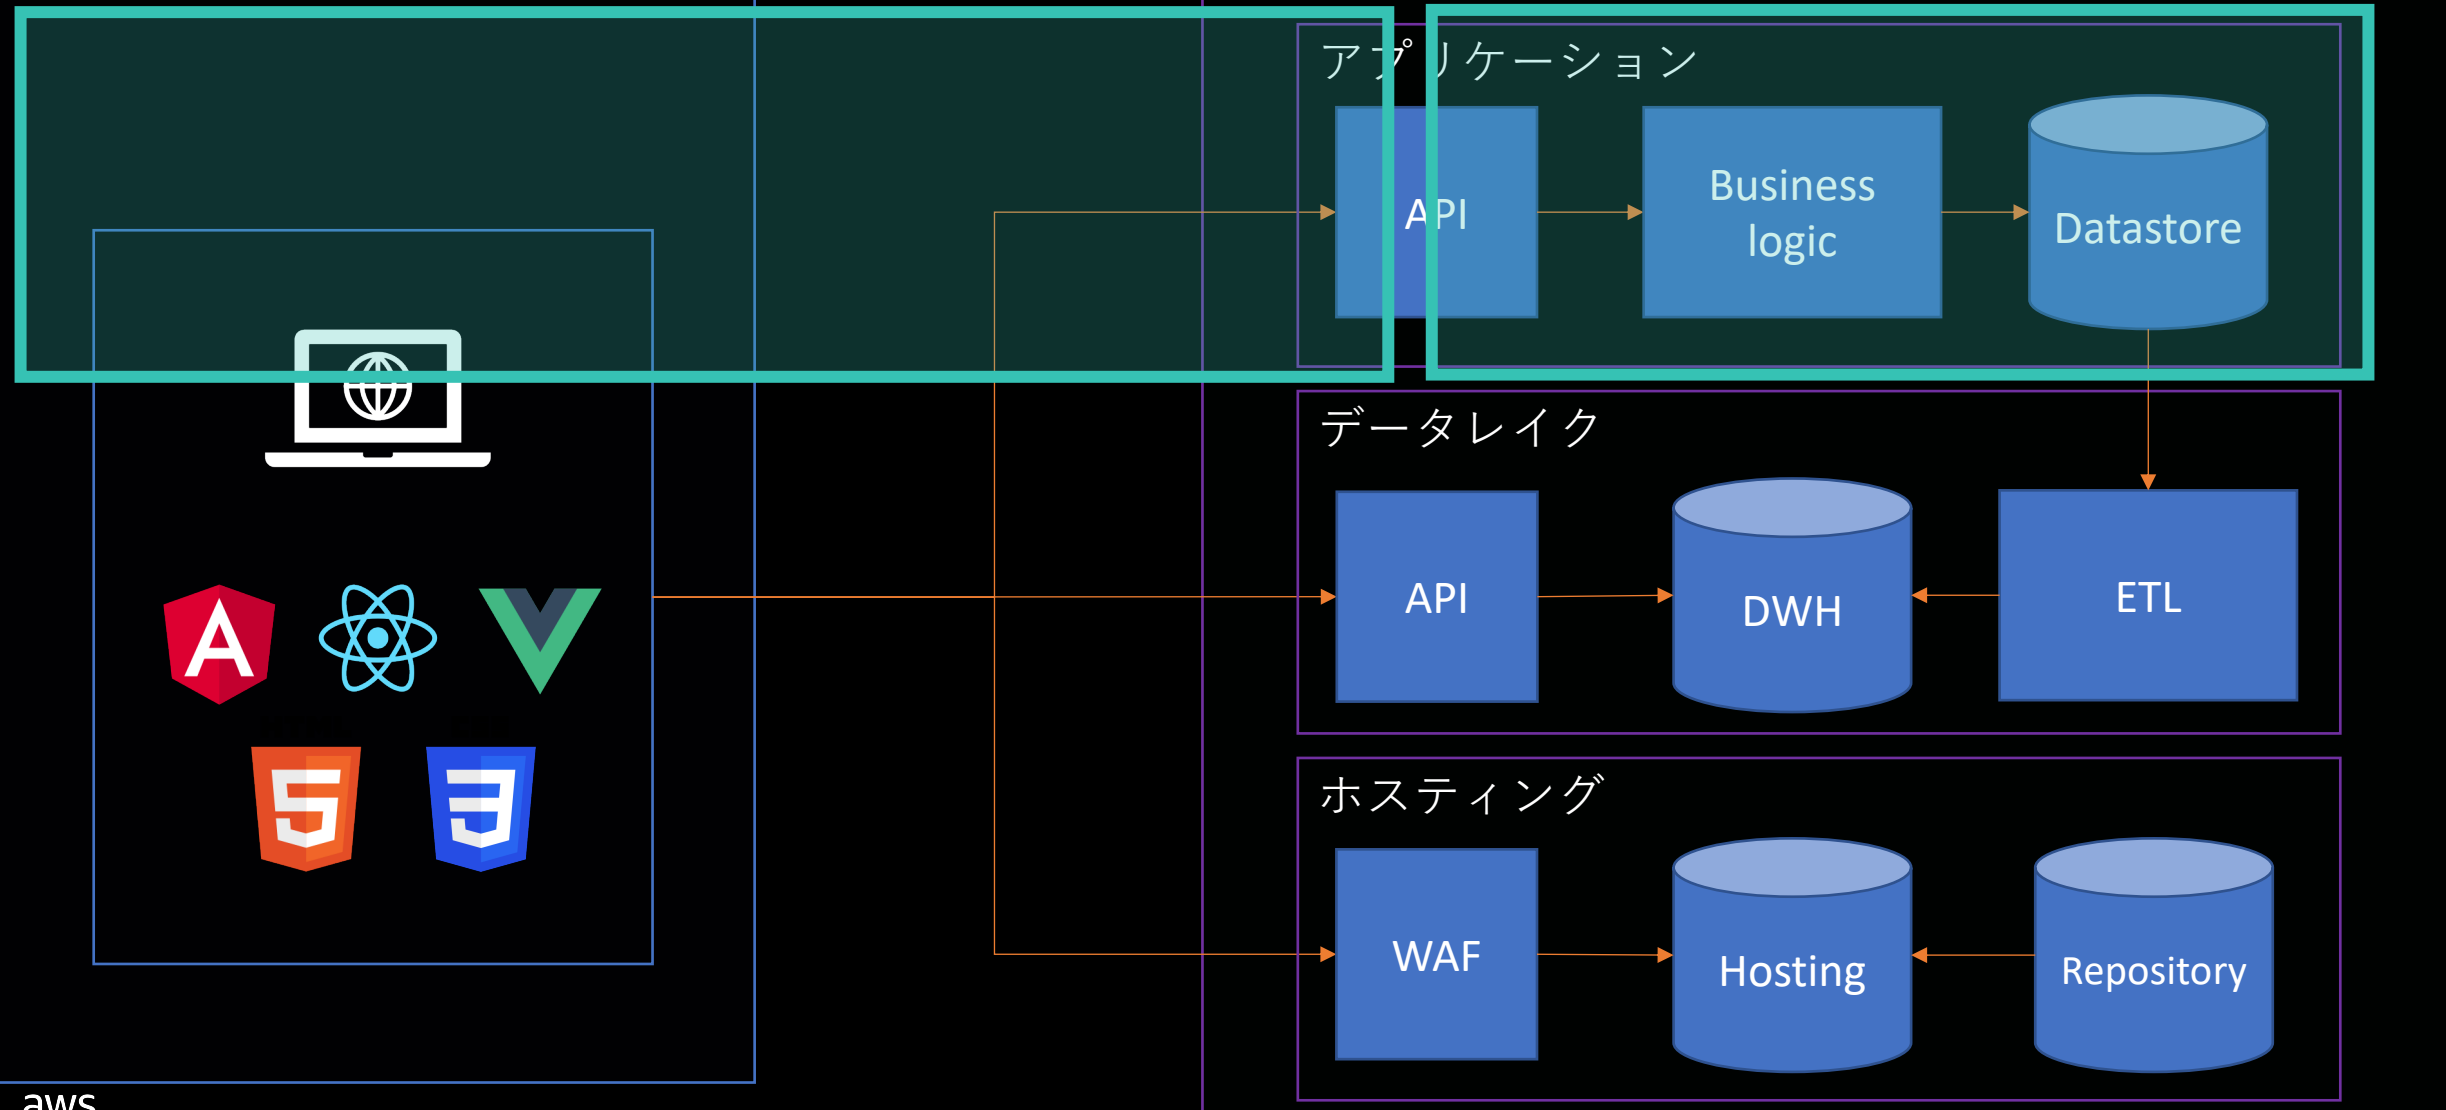 アプリケーション
API
Business
logic
Datastore
データレイク
API
DWH
ETL
ホスティング
WAF
Hosting
Repository
aws